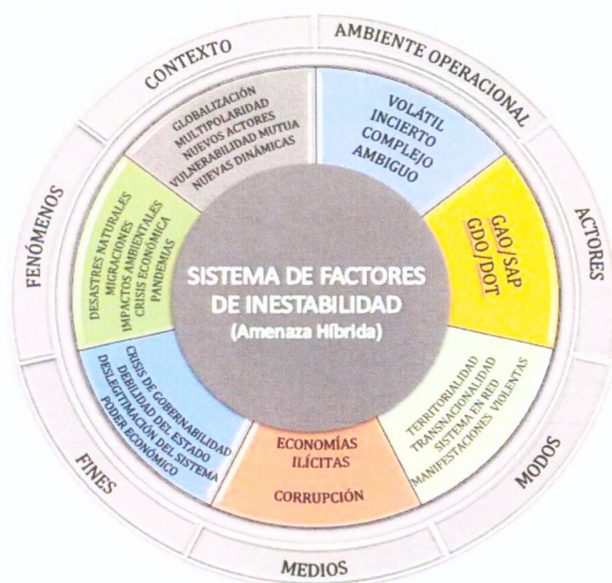 CONTEXTO
AMBIENTE OPERACIONAL
ACTORES
MODOS
MEDIOS
FINES
FENÓMENOS
GLOBALIZACIÓN
MULTIPOLARIDAD
NUEVOS ACTORES
VULNERABILIDAD MUTUA
NUEVAS DINÁMICAS
VOLÁTIL
INCIERTO
COMPLEJO
AMBIGUO
GAO/SAP
GDO/DOT
TERRITORIALIDAD
TRANSNACIONALIDAD
SISTEMA EN RED
MANIFESTACIONES VIOLENTAS
ECONOMÍAS
ILÍCITAS
CORRUPCIÓN
CRISIS DE GOBERNABILIDAD
DEBILIDAD DEL ESTADO
DESLEGITIMACIÓN DEL SISTEMA
PODER ECONÓMICO
DESASTRES NATURALES
MIGRACIONES
IMPACTOS AMBIENTALES
CRISIS ECONÓMICA
PANDEMIAS
SISTEMA DE FACTORES
DE INESTABILIDAD
(Amenaza Híbrida)